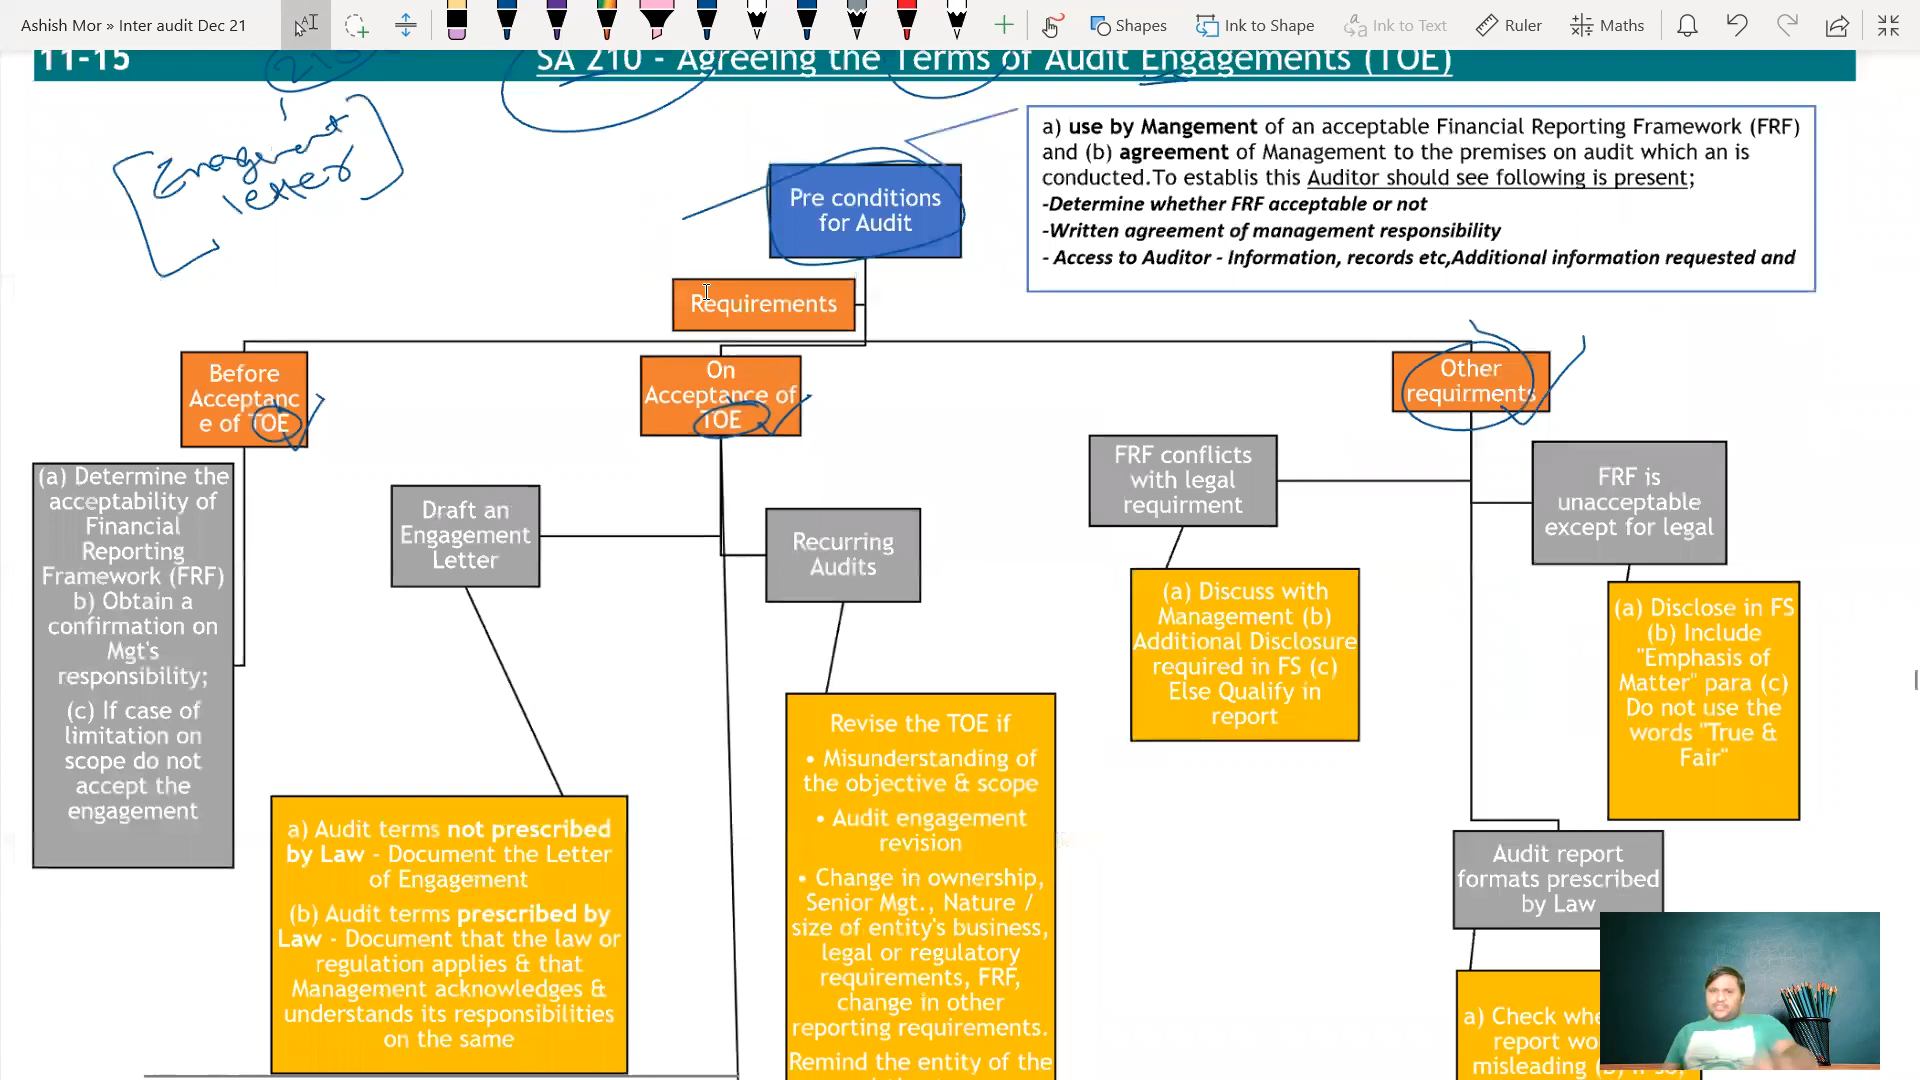 Ashish Mor » Inter audit Dec 21
Shapes
Ink to Shape
Ink to Text
Ruler
Maths
11-15
SA 210 - Agreeing the Terms of Audit Engagements (TOE)
210
letter
a) use by Mangement of an acceptable Financial Reporting Framework (FRF)
and (b) agreement of Management to the premises on audit which an is
conducted.To establis this Auditor should see following is present;
-Determine whether FRF acceptable or not
-Written agreement of management responsibility
- Access to Auditor - Information, records etc,Additional information requested and
Pre conditions
for Audit
Requirements
Before
Acceptanc
e of TOE
On
Acceptance of
TOE
Other
requirments
(a) Determine the
acceptability of
Financial
Reporting
Framework (FRF)
b) Obtain a
confirmation on
Mgt's
responsibility;
(c) If case of
limitation on
scope do not
accept the
engagement
Draft an
Engagement
Letter
Recurring
Audits
FRF conflicts
with legal
requirment
FRF is
unacceptable
except for legal
(a) Discuss with
Management (b)
Additional Disclosure
required in FS (c)
Else Qualify in
report
(a) Disclose in FS
(b) Include
"Emphasis of
Matter" para (c)
Do not use the
words "True &
Fair"
a) Audit terms not prescribed
by Law - Document the Letter
of Engagement
(b) Audit terms prescribed by
Law - Document that the law or
regulation applies & that
Management acknowledges &
understands its responsibilities
on the same
Revise the TOE if
• Misunderstanding of
the objective & scope
• Audit engagement
revision
• Change in ownership,
Senior Mgt., Nature /
size of entity's business,
legal or regulatory
requirements, FRF,
change in other
reporting requirements.
Remind the entity of the
Audit report
formats prescribed
by Law
a) Check whe
report wo
misleading (b) If so,